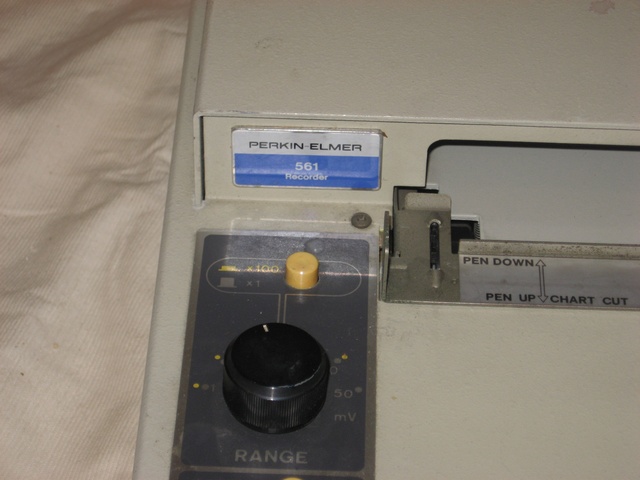 PERKIN-ELMER
561
Recorder
x100
x1
PEN DOWN
PEN UP CHART CUT
50
mV
RANGE